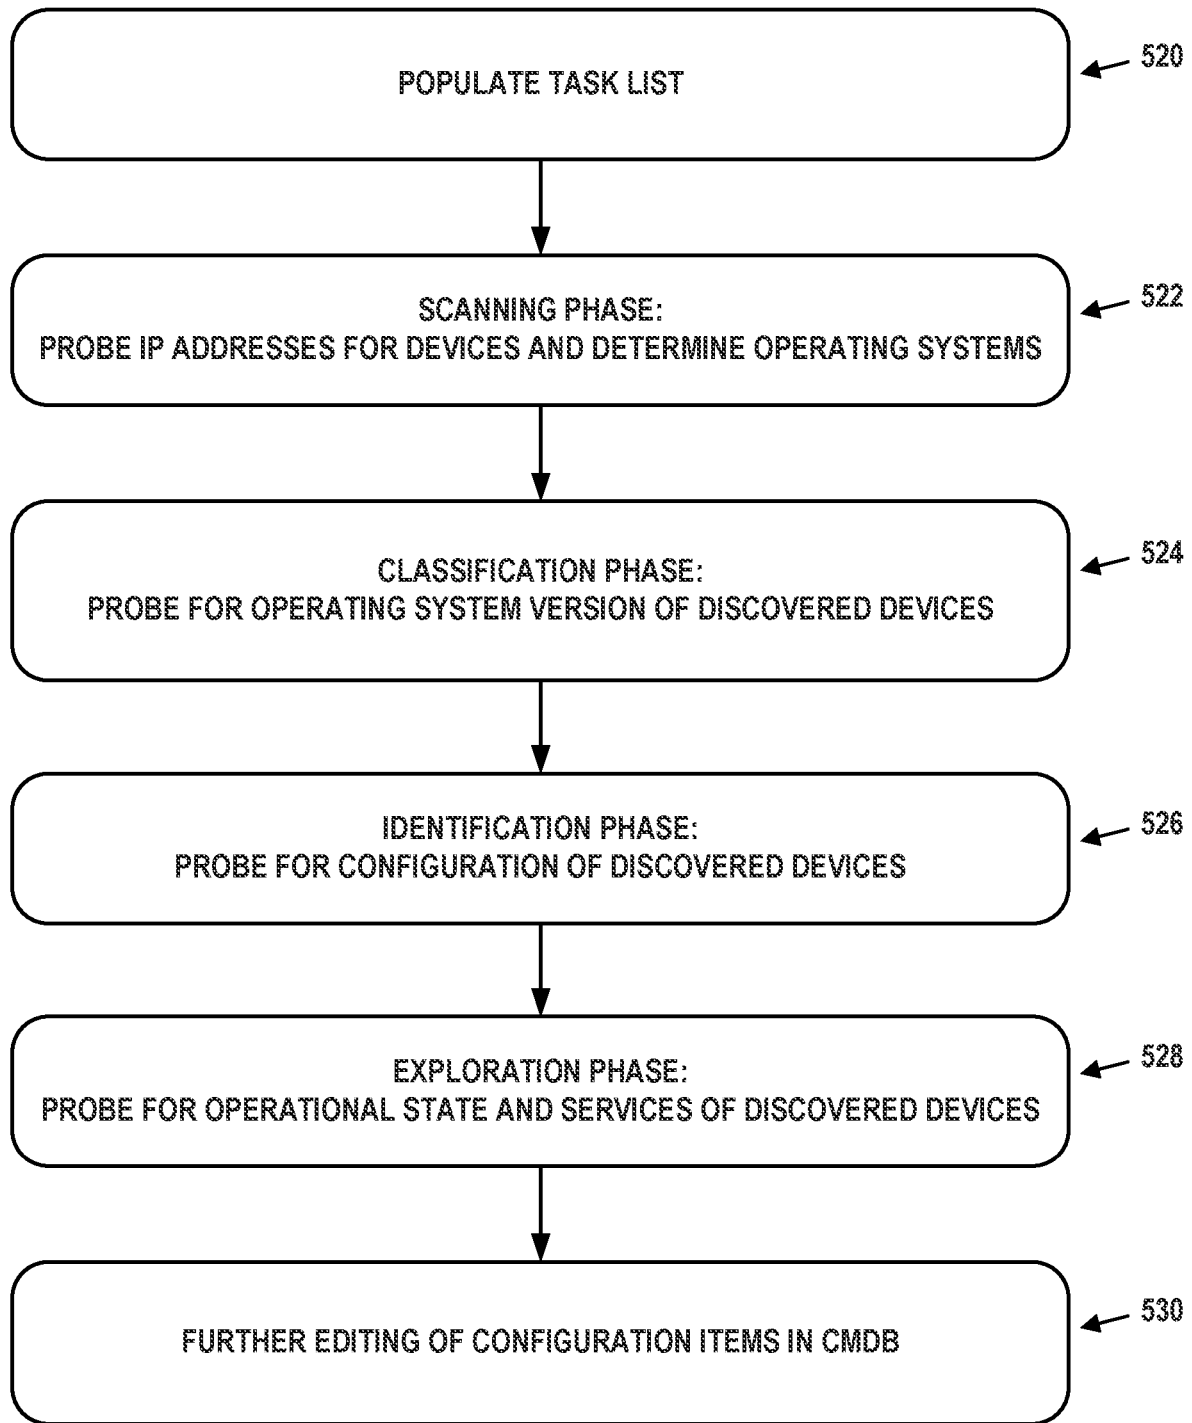 POPULATE TASK LIST
520
SCANNING PHASE:
PROBE IP ADDRESSES FOR DEVICES AND DETERMINE OPERATING SYSTEMS
522
CLASSIFICATION PHASE:
PROBE FOR OPERATING SYSTEM VERSION OF DISCOVERED DEVICES
524
IDENTIFICATION PHASE:
PROBE FOR CONFIGURATION OF DISCOVERED DEVICES
526
EXPLORATION PHASE:
PROBE FOR OPERATIONAL STATE AND SERVICES OF DISCOVERED DEVICES
528
FURTHER EDITING OF CONFIGURATION ITEMS IN CMDB
530